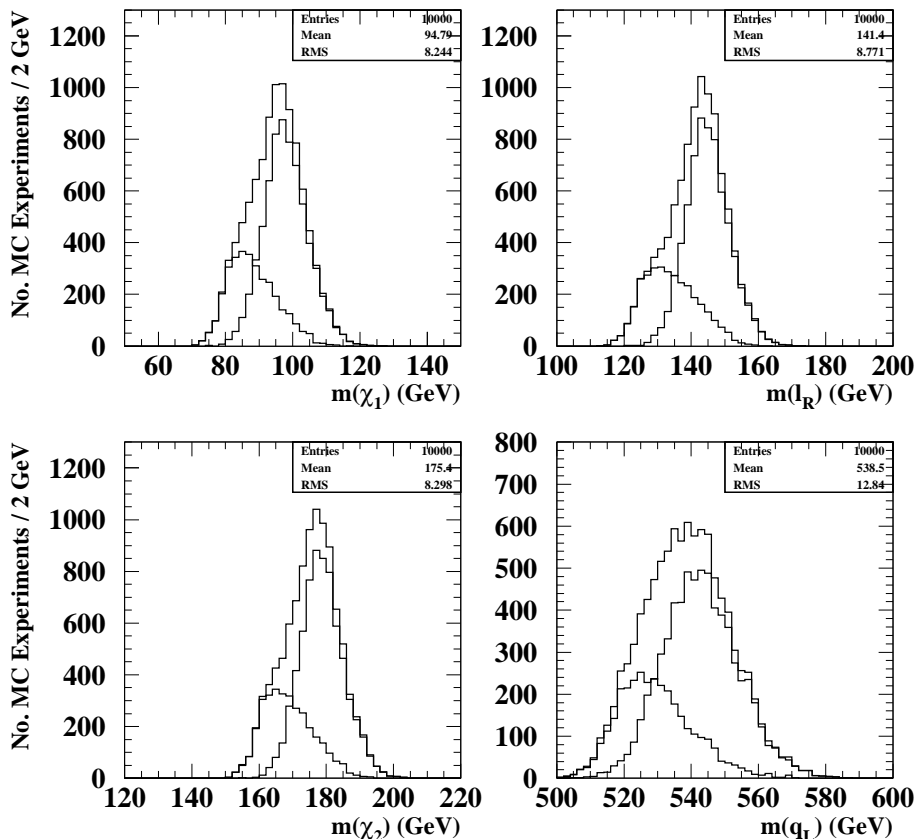 No. MC Experiments / 2 GeV
1200
1000
800
600
400
200
0
Entries 10000
Mean 94.79
RMS 8.244
60 80 100 120 140
m(χ1) (GeV)
1200
1000
800
600
400
200
0
Entries 10000
Mean 141.4
RMS 8.771
100 120 140 160 180 200
m(lR) (GeV)
No. MC Experiments / 2 GeV
1200
1000
800
600
400
200
0
Entries 10000
Mean 175.4
RMS 8.298
120 140 160 180 200 220
m(χ2) (GeV)
800
700
600
500
400
300
200
100
0
Entries 10000
Mean 538.5
RMS 12.84
500 520 540 560 580 600
m(qL) (GeV)